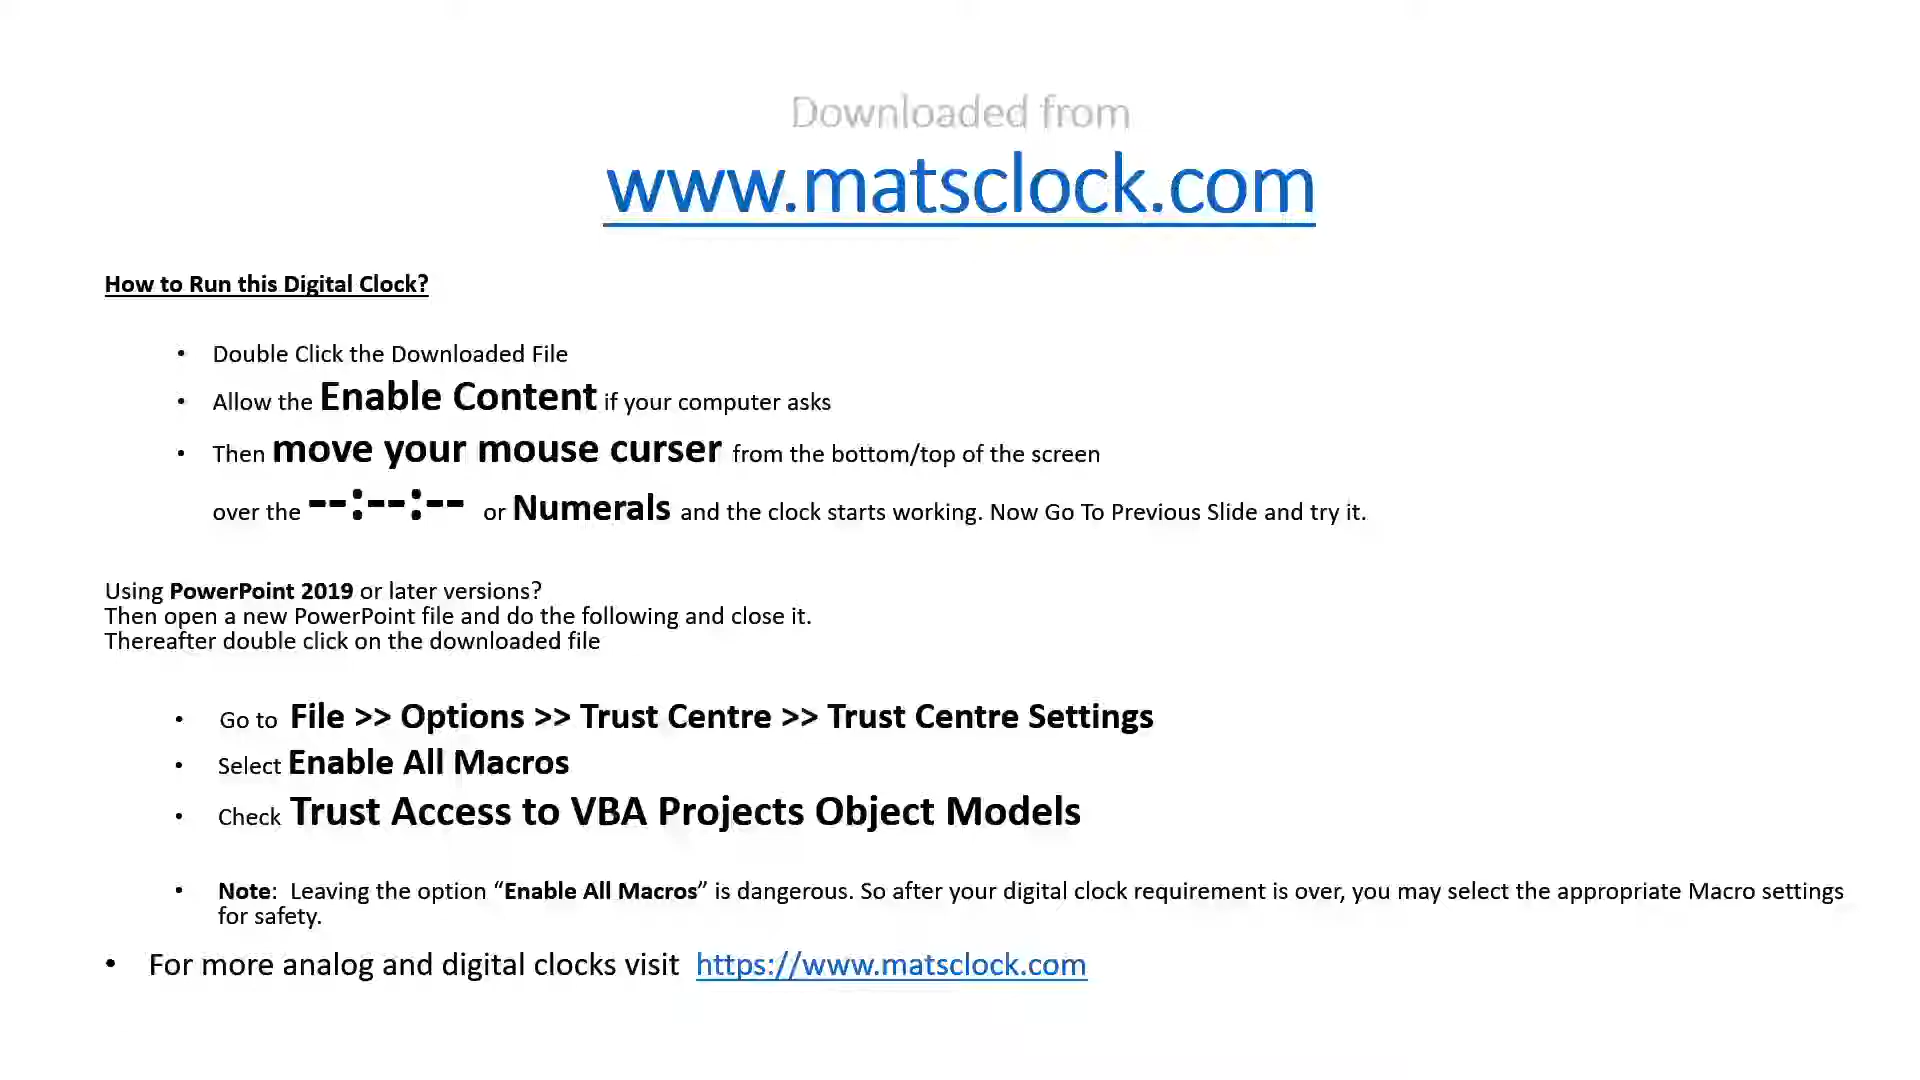 Downloaded from
www.matsclock.com
How to Run this Digital Clock?
• Double Click the Downloaded File
• Allow the Enable Content if your computer asks
• Then move your mouse curser from the bottom/top of the screen
over the --:--:-- or Numerals and the clock starts working. Now Go To Previous Slide and try it.
Using PowerPoint 2019 or later versions?
Then open a new PowerPoint file and do the following and close it.
Thereafter double click on the downloaded file
• Go to File >> Options >> Trust Centre >> Trust Centre Settings
• Select Enable All Macros
• Check Trust Access to VBA Projects Object Models
• Note: Leaving the option “Enable All Macros” is dangerous. So after your digital clock requirement is over, you may select the appropriate Macro settings
for safety.
• For more analog and digital clocks visit https://www.matsclock.com